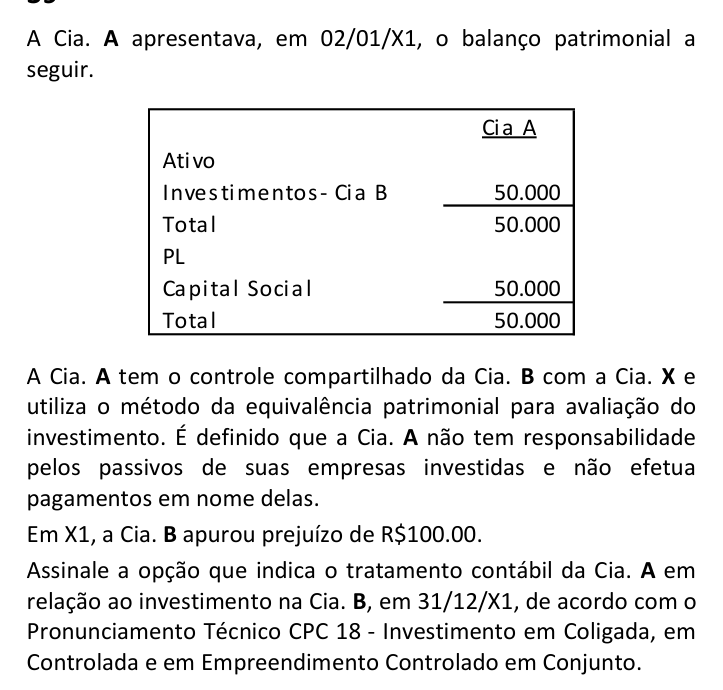 A Cia. A apresentava, em 02/01/X1, o balanço patrimonial a
seguir.
Cia A
Ativo
Investimentos- Cia B 50.000
Total 50.000
PL
Capital Social 50.000
Total 50.000
A Cia. A tem o controle compartilhado da Cia. B com a Cia. X e
utiliza o método da equivalência patrimonial para avaliação do
investimento. É definido que a Cia. A não tem responsabilidade
pelos passivos de suas empresas investidas e não efetua
pagamentos em nome delas.
Em X1, a Cia. B apurou prejuízo de R$100.00.
Assinale a opção que indica o tratamento contábil da Cia. A em
relação ao investimento na Cia. B, em 31/12/X1, de acordo com o
Pronunciamento Técnico CPC 18 - Investimento em Coligada, em
Controlada e em Empreendimento Controlado em Conjunto.